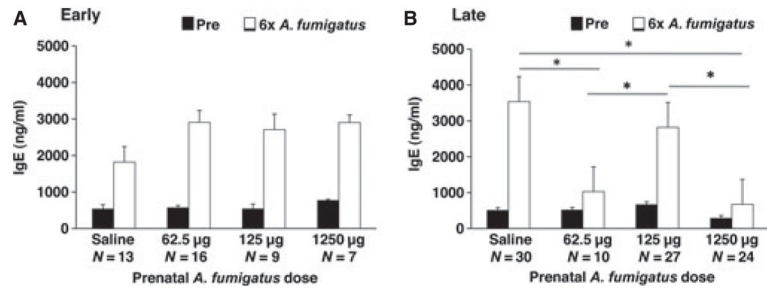 A Early
Pre 6x A. fumigatus
5000
4000
3000
2000
1000
0
IgE (ng/ml)
Saline 62.5 µg 125 µg 1250 µg
N = 13 N = 16 N = 9 N = 7
Prenatal A. fumigatus dose
B Late
Pre 6x A. fumigatus
5000
4000
3000
2000
1000
0
IgE (ng/ml)
*
*
*
*
Saline 62.5 µg 125 µg 1250 µg
N = 30 N = 10 N = 27 N = 24
Prenatal A. fumigatus dose